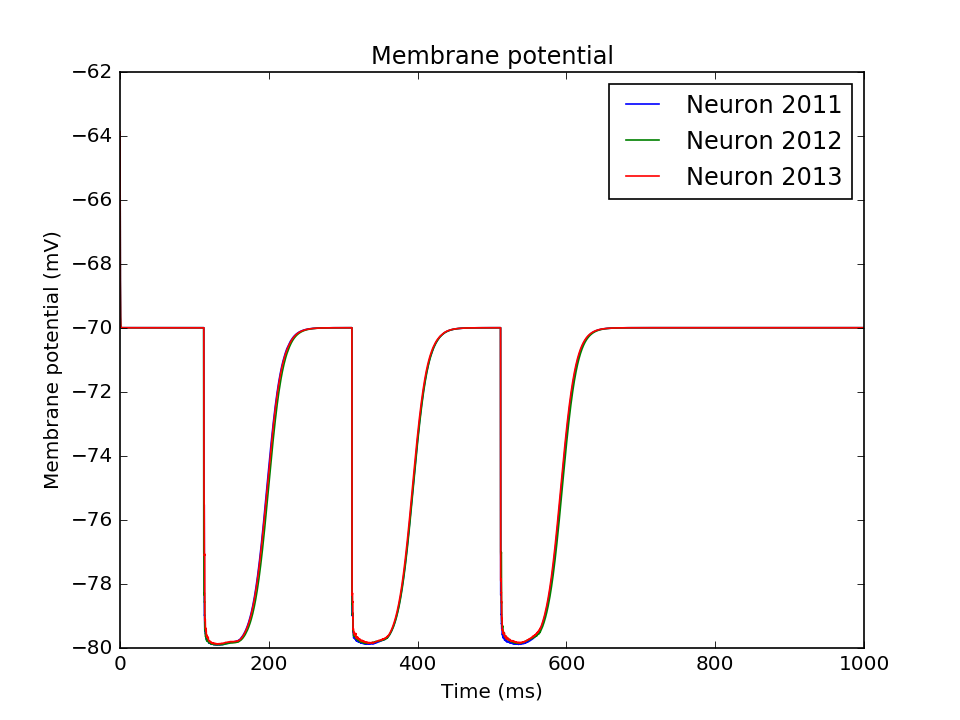 Membrane potential
−62
−64
−66
−68
−70
−72
−74
−76
−78
−80
Membrane potential (mV)
Neuron 2011
Neuron 2012
Neuron 2013
0 200 400 600 800 1000
Time (ms)